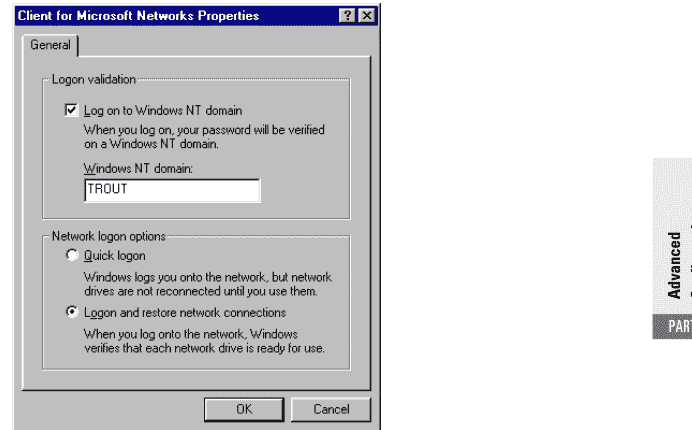 Client for Microsoft Networks Properties
General
Logon validation
Log on to Windows NT domain
When you log on, your password will be verified
on a Windows NT domain.
Windows NT domain:
TROUT
Network logon options
Quick logon
Windows logs you onto the network, but network
drives are not reconnected until you use them.
Logon and restore network connections
When you log onto the network, Windows
verifies that each network drive is ready for use.
OK
Cancel
Advanced
PART